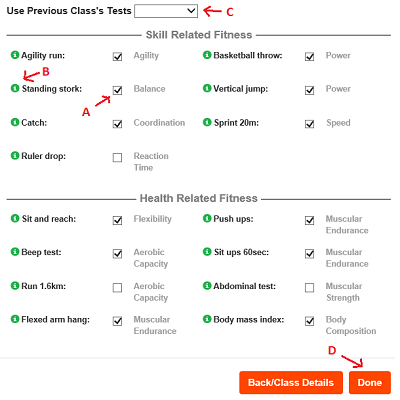 Use Previous Class's Tests C
Skill Related Fitness
Agility run: Agility Basketball throw: Power
B
Standing stork: Balance Vertical jump: Power
A
Catch: Coordination Sprint 20m: Speed
Ruler drop: Reaction
Time
Health Related Fitness
Sit and reach: Flexibility Push ups: Muscular
Endurance
Beep test: Aerobic Sit ups 60sec: Muscular
Capacity Endurance
Run 1.6km: Aerobic Abdominal test: Muscular
Capacity Strength
Flexed arm hang: Muscular Body mass index: Body
Endurance Composition
D
Back/Class Details Done